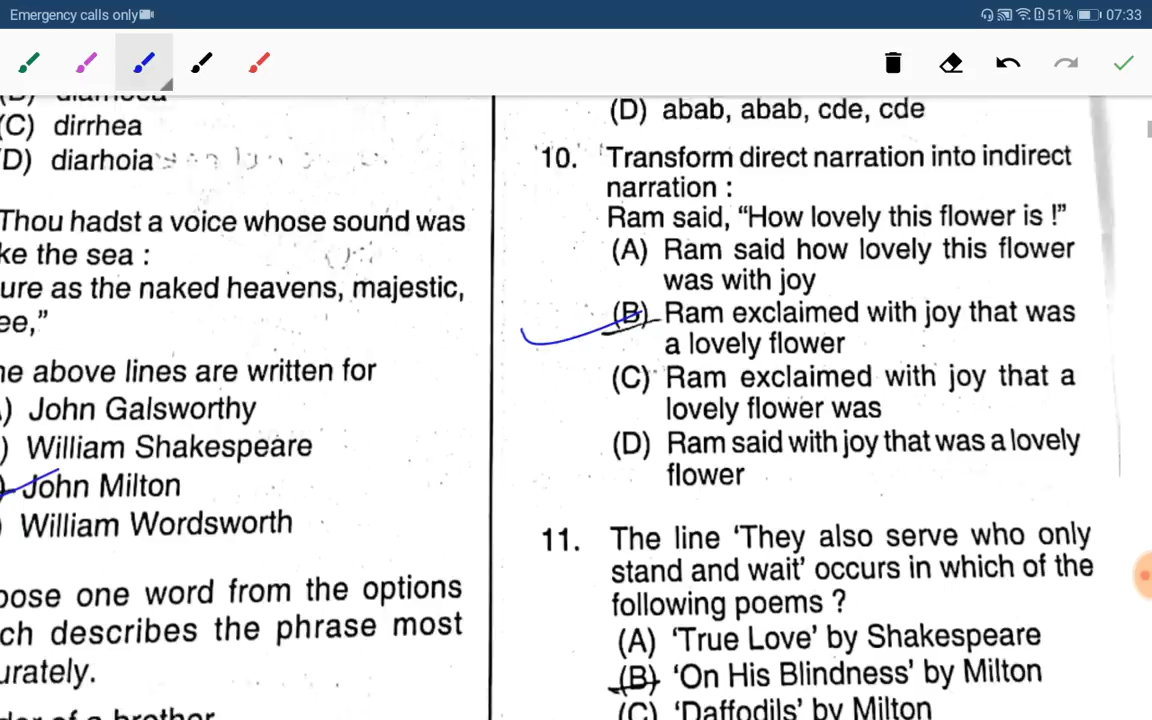 Emergency calls only
51% 07:33
(C) dirrhea
D) diarhoia
Thou hadst a voice whose sound was
ke the sea :
ure as the naked heavens, majestic,
ee,”
ne above lines are written for
) John Galsworthy
) William Shakespeare
) John Milton
) William Wordsworth
oose one word from the options
ch describes the phrase most
urately.
der of a brother
(D) abab, abab, cde, cde
10. Transform direct narration into indirect
narration :
Ram said, “How lovely this flower is !”
(A) Ram said how lovely this flower
was with joy
(B) Ram exclaimed with joy that was
a lovely flower
(C) Ram exclaimed with joy that a
lovely flower was
(D) Ram said with joy that was a lovely
flower
11. The line ‘They also serve who only
stand and wait’ occurs in which of the
following poems ?
(A) ‘True Love’ by Shakespeare
(B) ‘On His Blindness’ by Milton
(C) ‘Daffodils’ by Milton